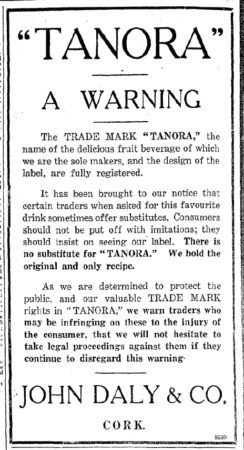 "TANORA"
A WARNING
The TRADE MARK "TANORA," the
name of the delicious fruit beverage of which
we are the sole makers, and the design of the
label, are fully registered.
It has been brought to our notice that
certain traders when asked for this favourite
drink sometimes offer substitutes. Consumers
should not be put off with imitations; they
should insist on seeing our label. There is
no substitute for "TANORA." We hold the
original and only recipe.
As we are determined to protect the
public, and our valuable TRADE MARK
rights in "TANORA," we warn traders who
may be infringing on these to the injury of
the consumer, that we will not hesitate to
take legal proceedings against them if they
continue to disregard this warning.
JOHN DALY & CO.
CORK.